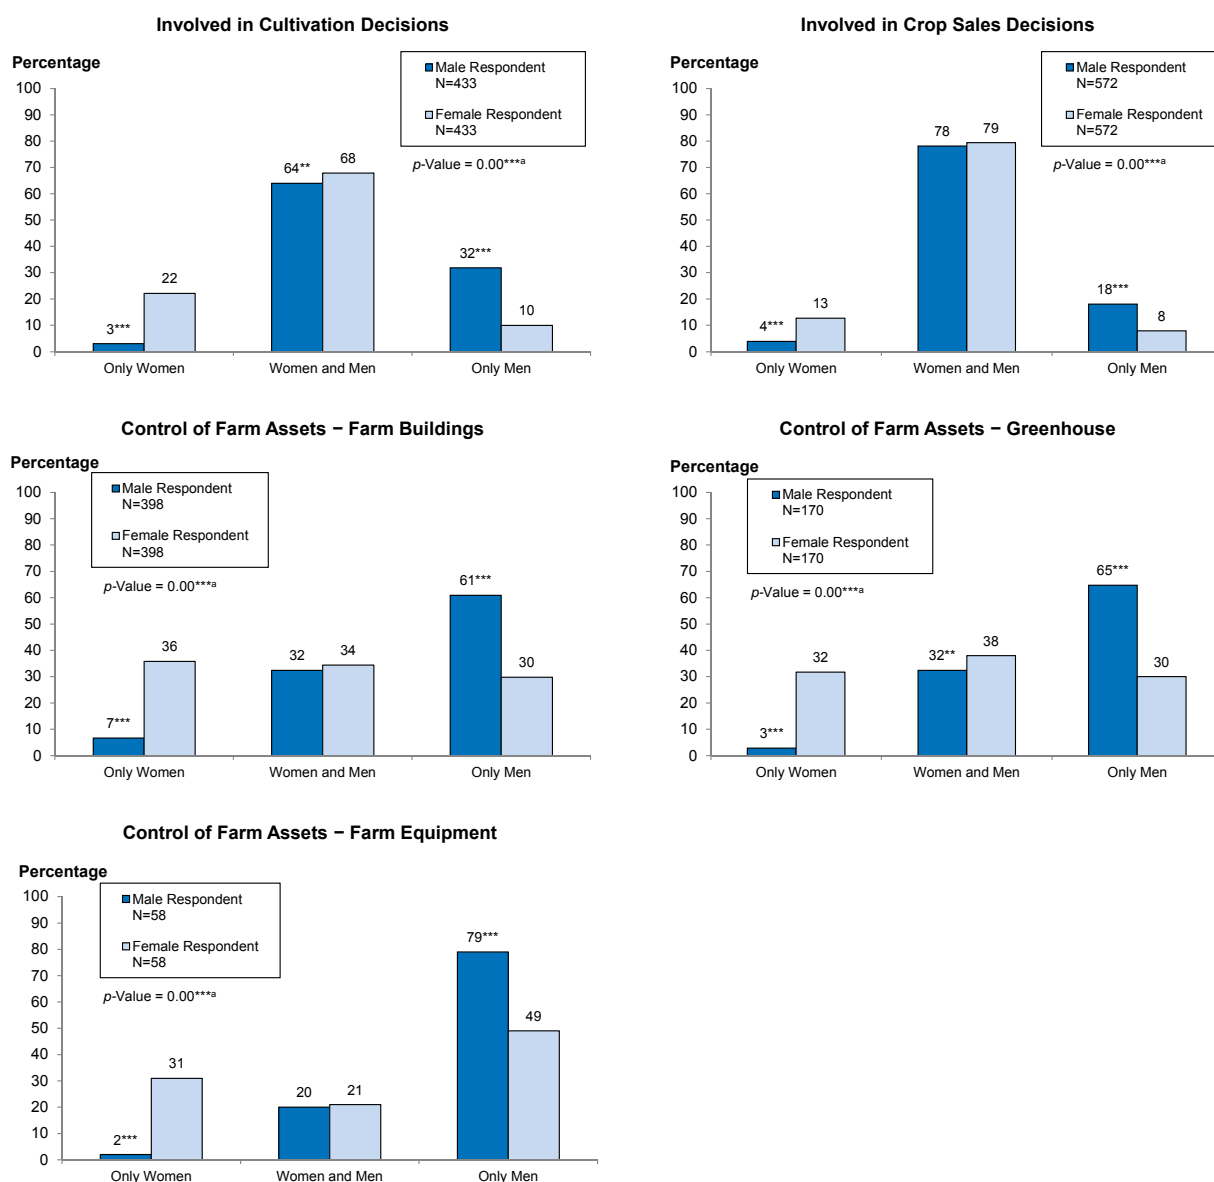 Involved in Cultivation Decisions
Percentage
Male Respondent
N=433
Female Respondent
N=433
p-Value = 0.00***a
100
90
80
70
60
50
40
30
20
10
0
3***
22
64**
68
32***
10
Only Women
Women and Men
Only Men
Involved in Crop Sales Decisions
Percentage
Male Respondent
N=572
Female Respondent
N=572
p-Value = 0.00***a
100
90
80
70
60
50
40
30
20
10
0
4***
13
78
79
18***
8
Only Women
Women and Men
Only Men
Control of Farm Assets − Farm Buildings
Percentage
Male Respondent
N=398
Female Respondent
N=398
p-Value = 0.00***a
100
90
80
70
60
50
40
30
20
10
0
7***
36
32
34
61***
30
Only Women
Women and Men
Only Men
Control of Farm Assets − Greenhouse
Percentage
Male Respondent
N=170
Female Respondent
N=170
p-Value = 0.00***a
100
90
80
70
60
50
40
30
20
10
0
3***
32
32**
38
65***
30
Only Women
Women and Men
Only Men
Control of Farm Assets − Farm Equipment
Percentage
Male Respondent
N=58
Female Respondent
N=58
p-Value = 0.00***a
100
90
80
70
60
50
40
30
20
10
0
2***
31
20
21
79***
49
Only Women
Women and Men
Only Men